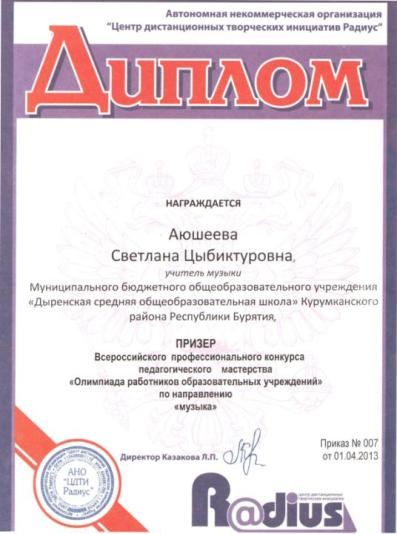 Автономная некоммерческая организация
"Центр дистанционных творческих инициатив Радиус"
Диплом
НАГРАЖДАЕТСЯ
Аюшеева
Светлана Цыбиктуровна,
учитель музыки
Муниципального бюджетного общеобразовательного учреждения
«Дыренская средняя общеобразовательная школа» Курумканского
района Республики Бурятия,
ПРИЗЕР
Всероссийского профессионального конкурса
педагогического мастерства
«Олимпиада работников образовательных учреждений»
по направлению
«музыка»
Приказ № 007
Директор Казакова Л.П.
от 01.04.2013
АНО
"ЦДТИ
Радиус"
R@dius
центр дистанционных
творческих инициатив